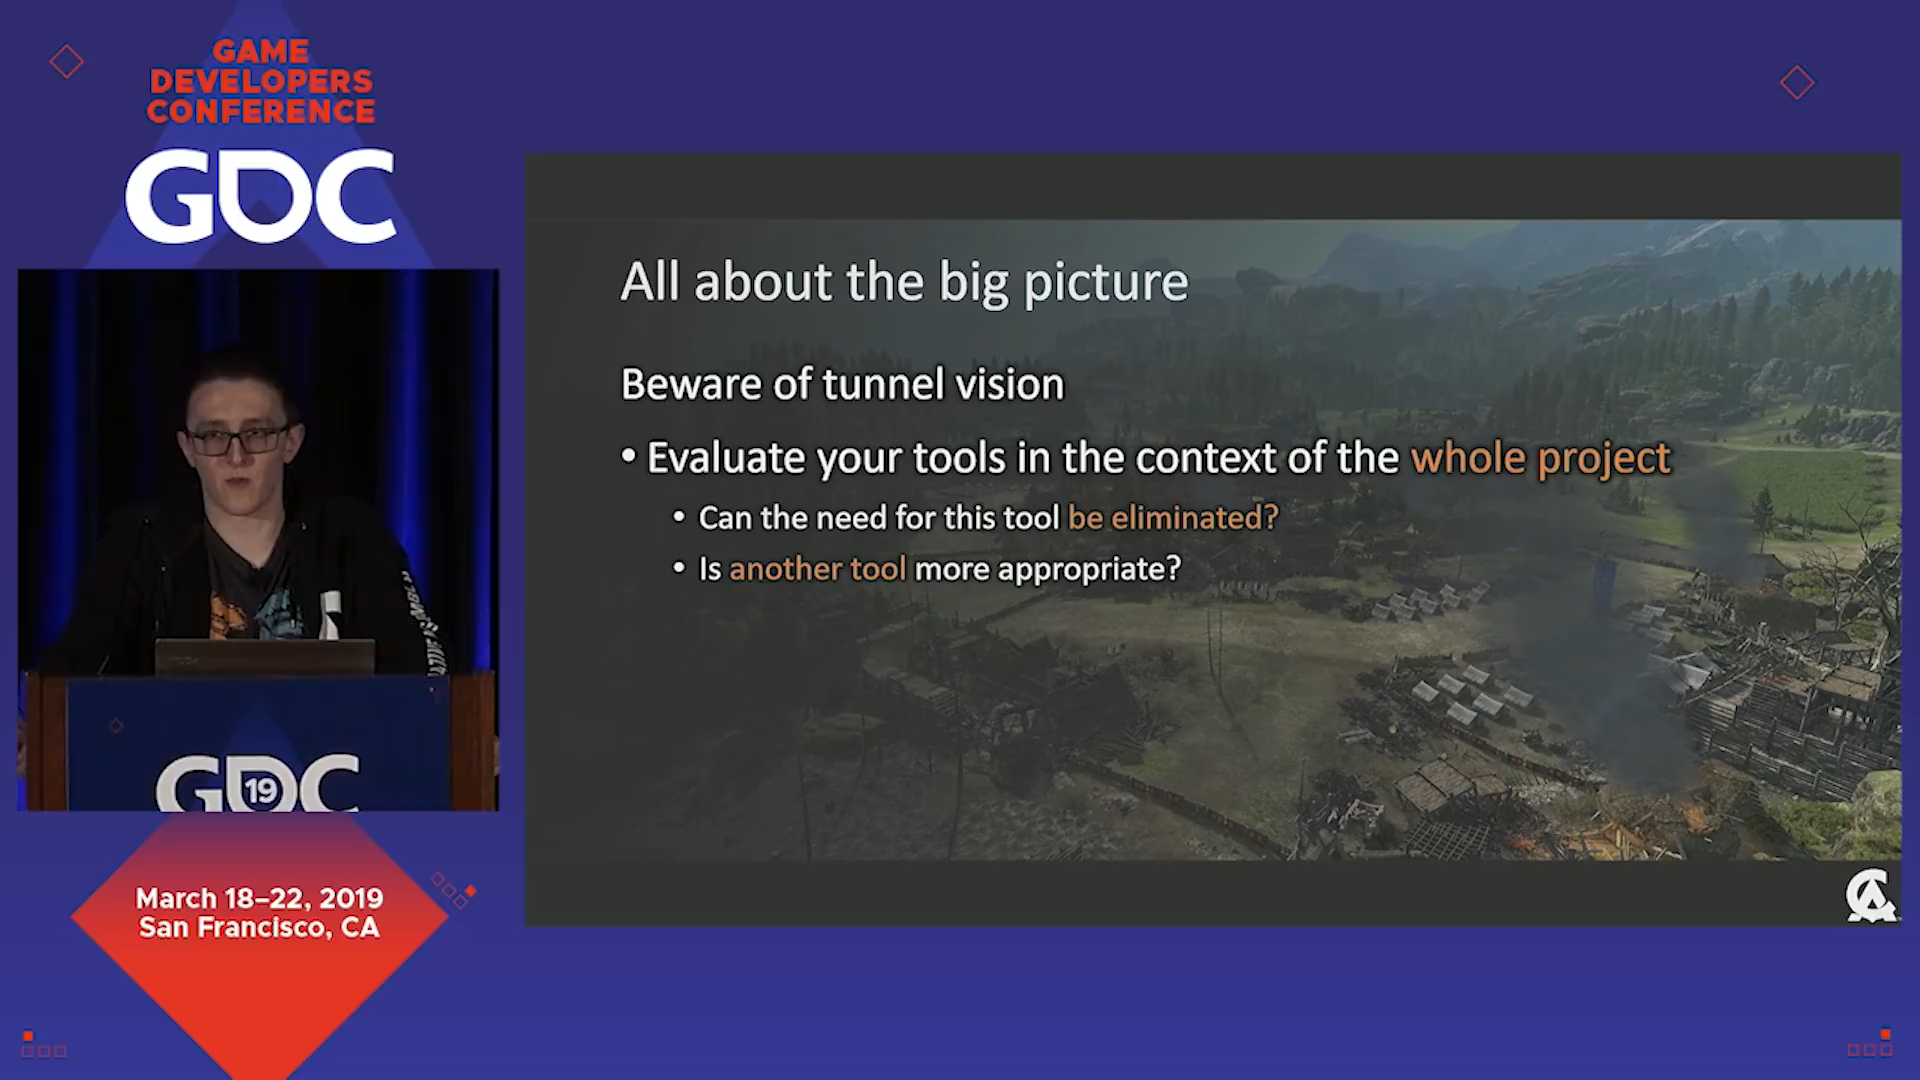 GAME
DEVELOPERS
CONFERENCE
GDC
GDC
19
March 18–22, 2019
San Francisco, CA
All about the big picture
Beware of tunnel vision
• Evaluate your tools in the context of the whole project
• Can the need for this tool be eliminated?
• Is another tool more appropriate?
CA